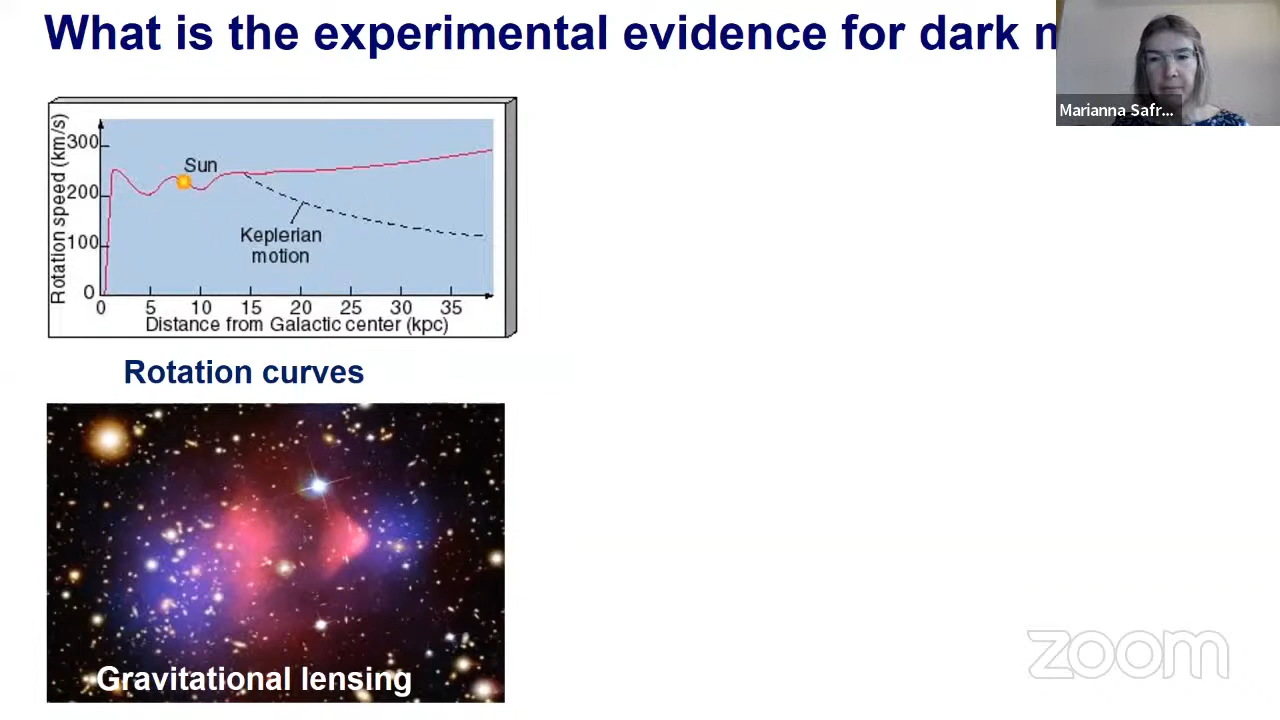 What is the experimental evidence for dark m
Marianna Safr...
Rotation speed (km/s)
300
200
100
0
Sun
Keplerian
motion
0 5 10 15 20 25 30 35
Distance from Galactic center (kpc)
Rotation curves
Gravitational lensing
zoom